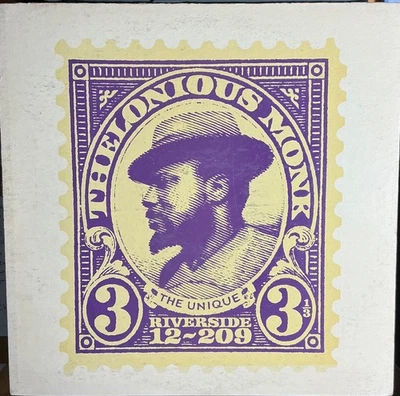 THELONIOUS MONK
THE UNIQUE
3
3 1/3
RIVERSIDE
12-209